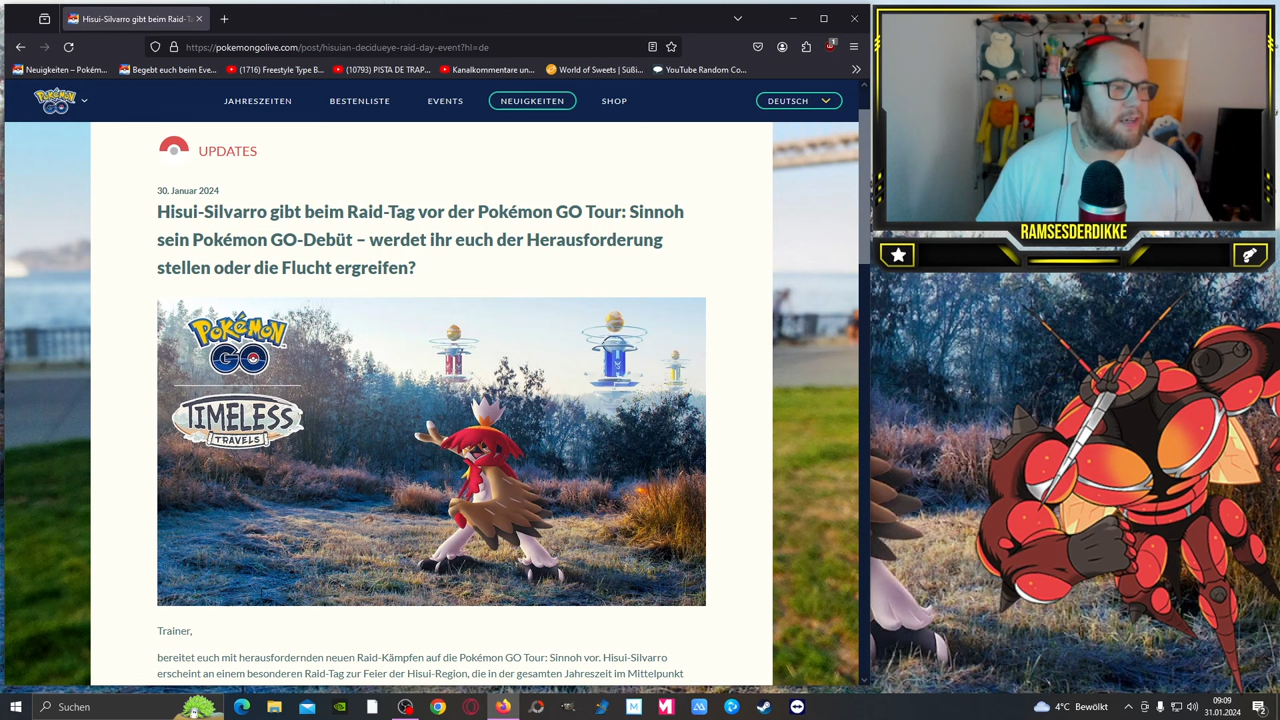 Hisui-Silvarro gibt beim Raid-Ta
https://pokemongolive.com/post/hisuian-decidueye-raid-day-event?hl=de
1
Neuigkeiten – Pokém...
Begebt euch beim Eve...
(1716) Freestyle Type B...
(10793) PISTA DE TRAP...
Kanalkommentare un...
World of Sweets | Süßi...
YouTube Random Co...
POKÉMON GO
JAHRESZEITEN
BESTENLISTE
EVENTS
NEUIGKEITEN
SHOP
DEUTSCH
UPDATES
30. Januar 2024
Hisui-Silvarro gibt beim Raid-Tag vor der Pokémon GO Tour: Sinnoh
sein Pokémon GO-Debüt – werdet ihr euch der Herausforderung
stellen oder die Flucht ergreifen?
POKÉMON
GO
TIMELESS
TRAVELS
Trainer,
bereitet euch mit herausfordernden neuen Raid-Kämpfen auf die Pokémon GO Tour: Sinnoh vor. Hisui-Silvarro
erscheint an einem besonderen Raid-Tag zur Feier der Hisui-Region, die in der gesamten Jahreszeit im Mittelpunkt
RAMSESDERDIKKE
Suchen
4°C Bewölkt
09:09
31.01.2024
2